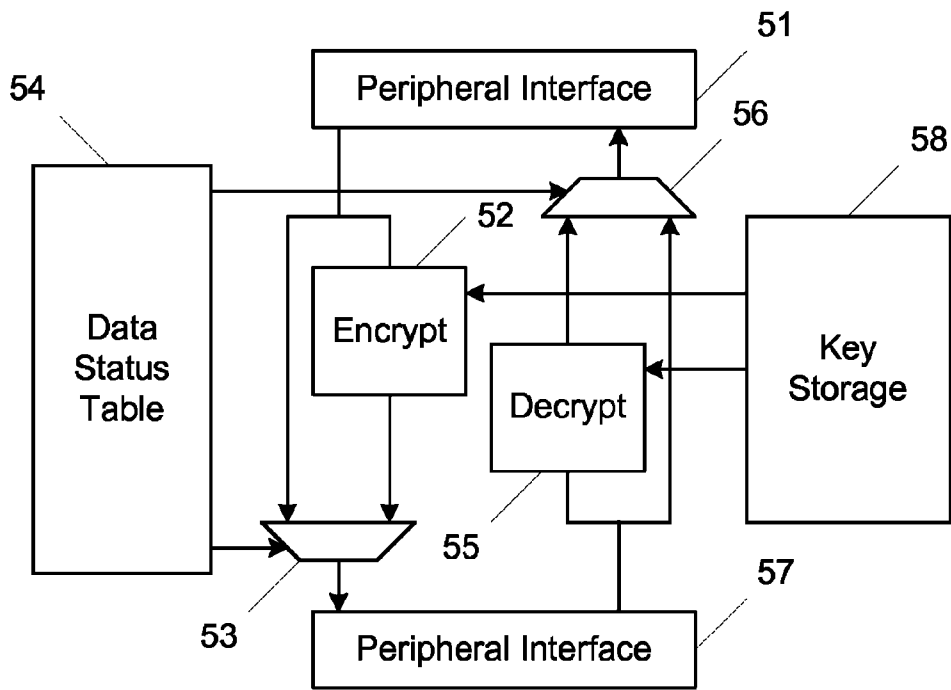 51
Peripheral Interface
54
56
58
52
Data
Status
Table
Encrypt
Key
Storage
Decrypt
55
57
53
Peripheral Interface